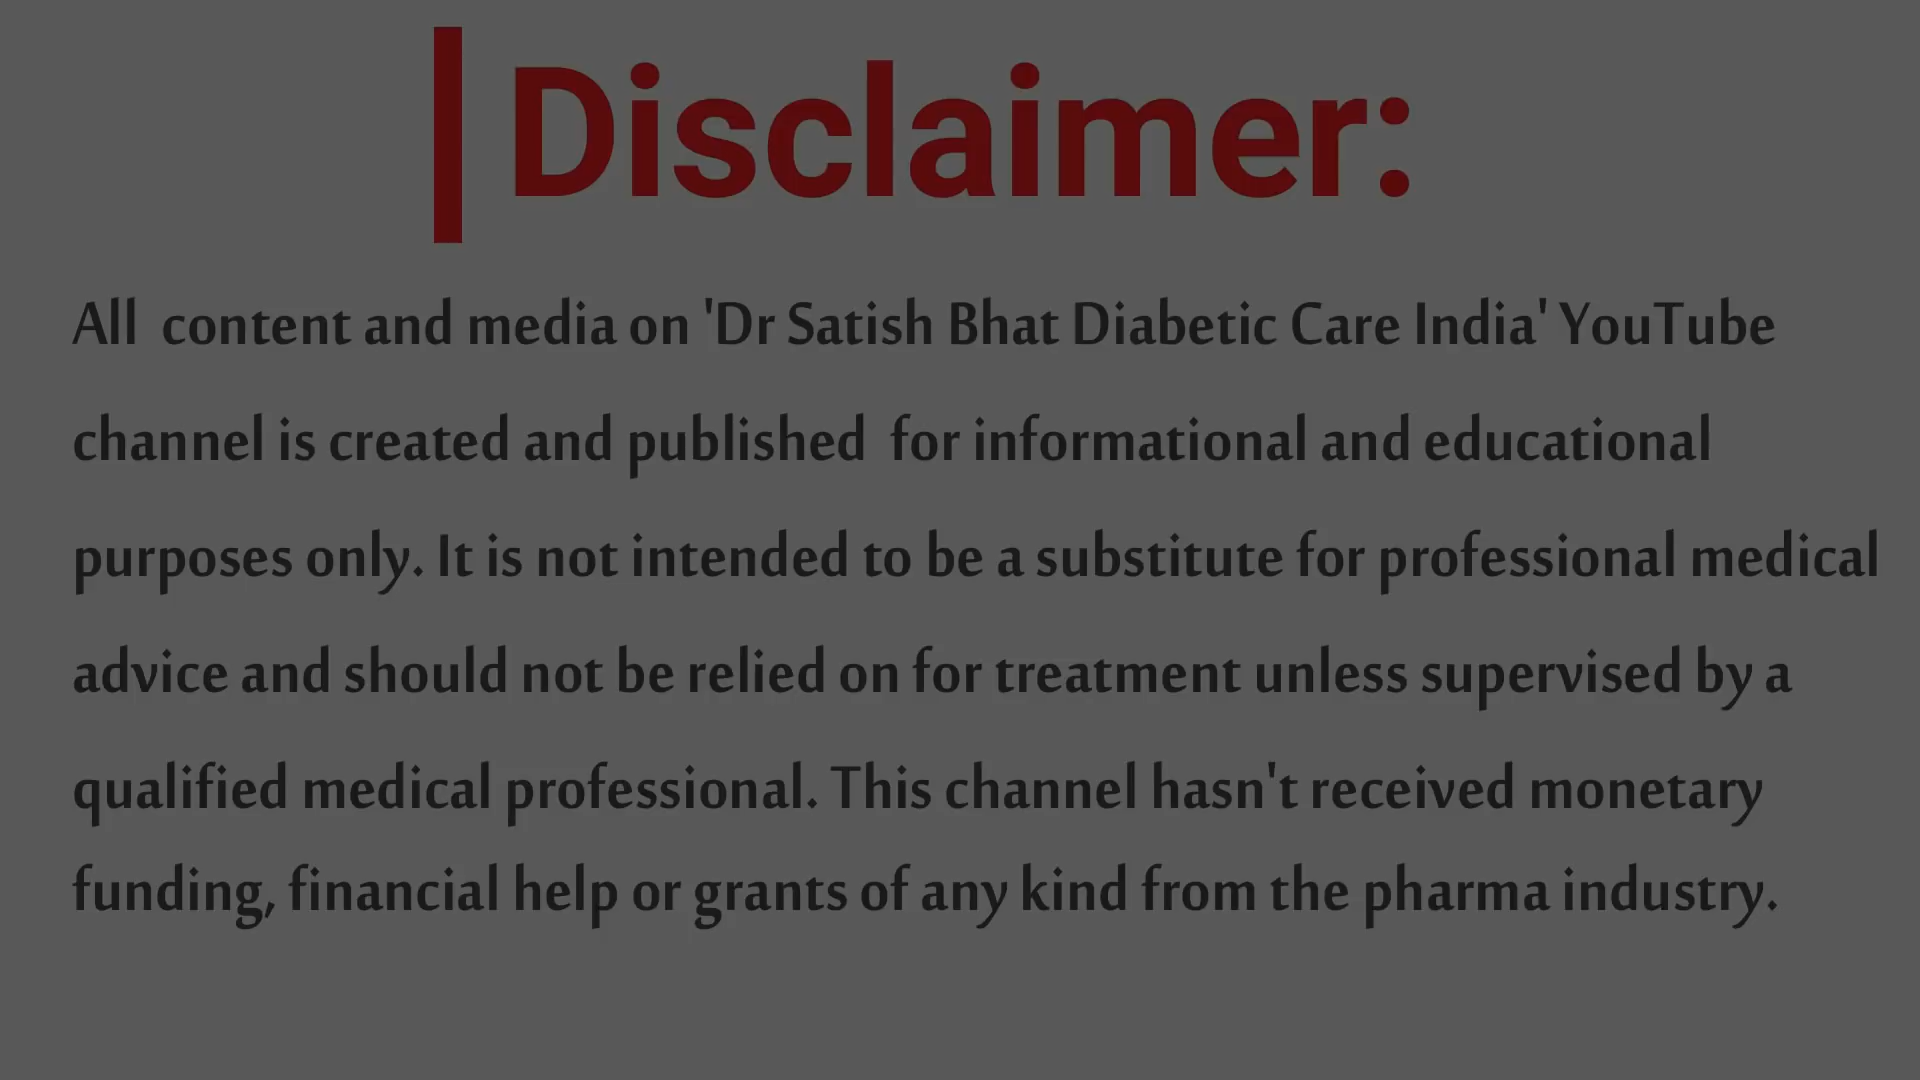 Disclaimer:
All content and media on 'Dr Satish Bhat Diabetic Care India' YouTube
channel is created and published for informational and educational
purposes only. It is not intended to be a substitute for professional medical
advice and should not be relied on for treatment unless supervised by a
qualified medical professional. This channel hasn't received monetary
funding, financial help or grants of any kind from the pharma industry.